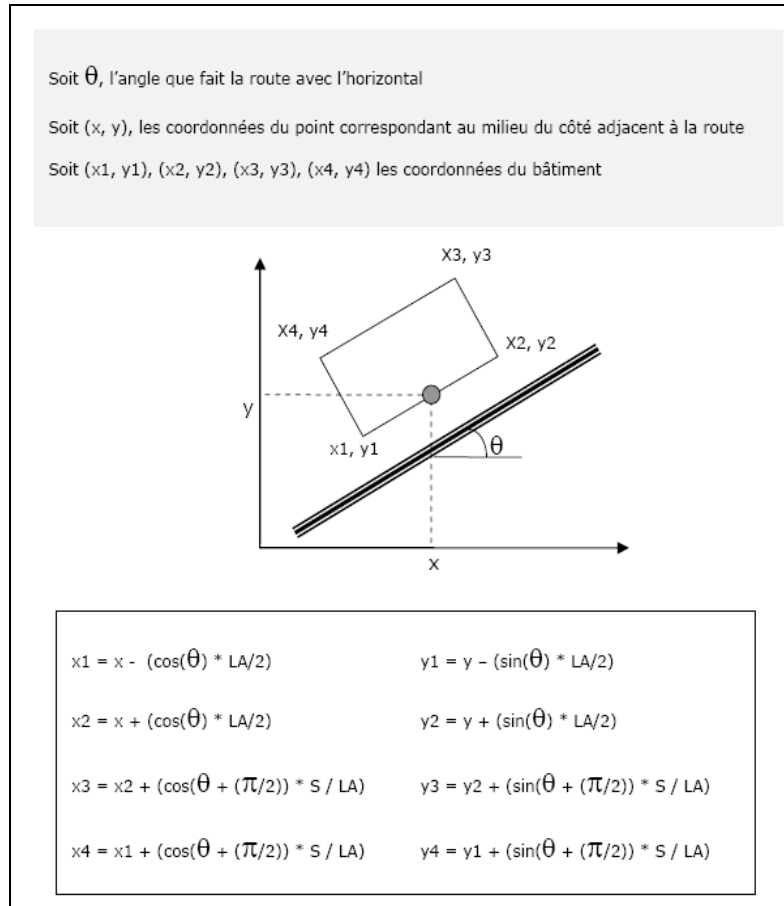 Soit θ, l'angle que fait la route avec l'horizontal
Soit (x, y), les coordonnées du point correspondant au milieu du côté adjacent à la route
Soit (x1, y1), (x2, y2), (x3, y3), (x4, y4) les coordonnées du bâtiment
X3, y3
X4, y4
X2, y2
y
x1, y1
θ
x
x1 = x - (cos(θ) * LA/2) y1 = y – (sin(θ) * LA/2)
x2 = x + (cos(θ) * LA/2) y2 = y + (sin(θ) * LA/2)
x3 = x2 + (cos(θ + (π/2)) * S / LA) y3 = y2 + (sin(θ + (π/2)) * S / LA)
x4 = x1 + (cos(θ + (π/2)) * S / LA) y4 = y1 + (sin(θ + (π/2)) * S / LA)